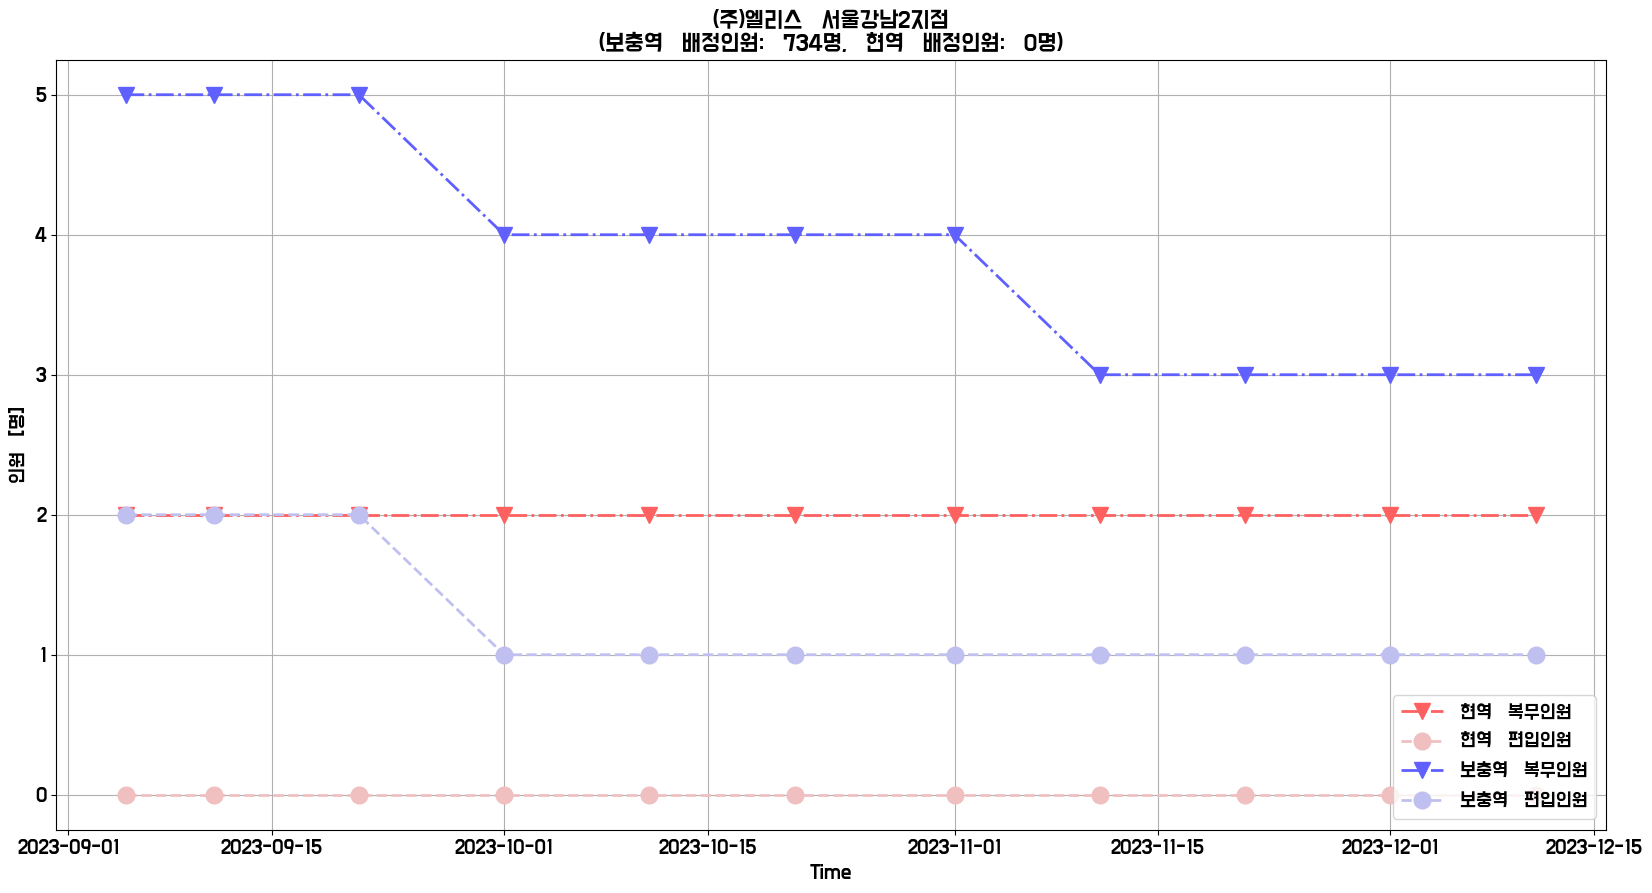 (주)엘리스 서울강남2지점
(보충역 배정인원: 734명, 현역 배정인원: 0명)
5
4
3
2
1
0
인원 [명]
현역 복무인원
현역 편입인원
보충역 복무인원
보충역 편입인원
2023-09-01 2023-09-15 2023-10-01 2023-10-15 2023-11-01 2023-11-15 2023-12-01 2023-12-15
Time